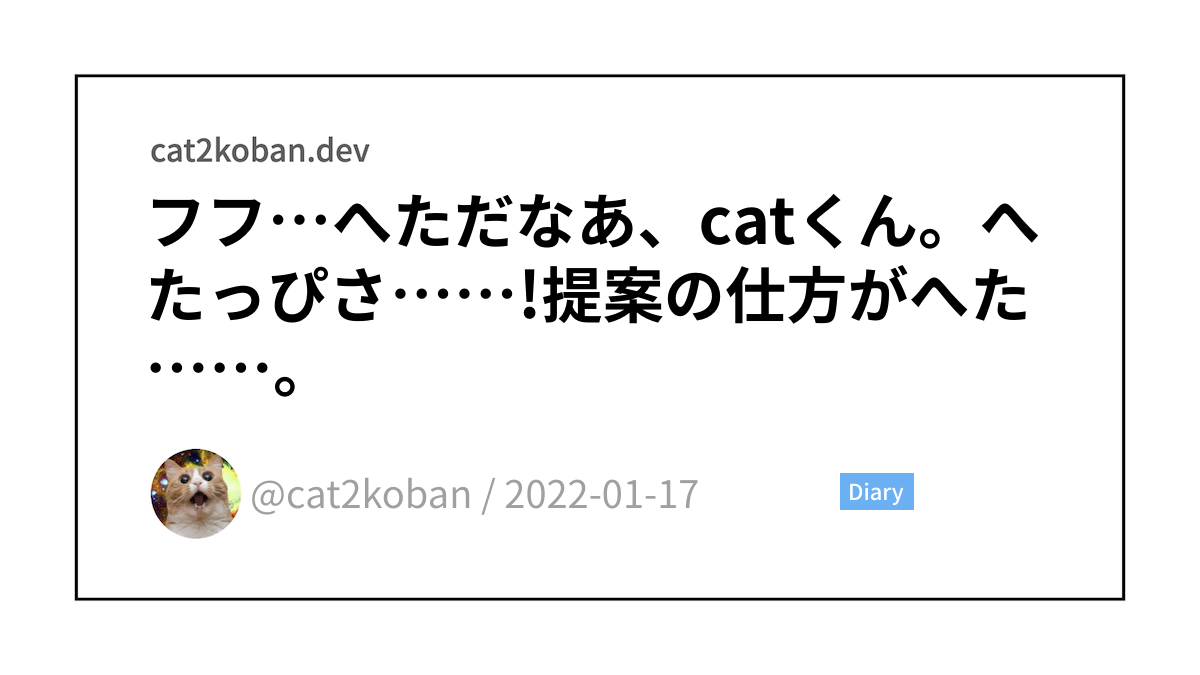 cat2koban.dev
フフ…へただなあ、catくん。へ
たっぴさ……!提案の仕方がへた
……。
@cat2koban / 2022-01-17
Diary